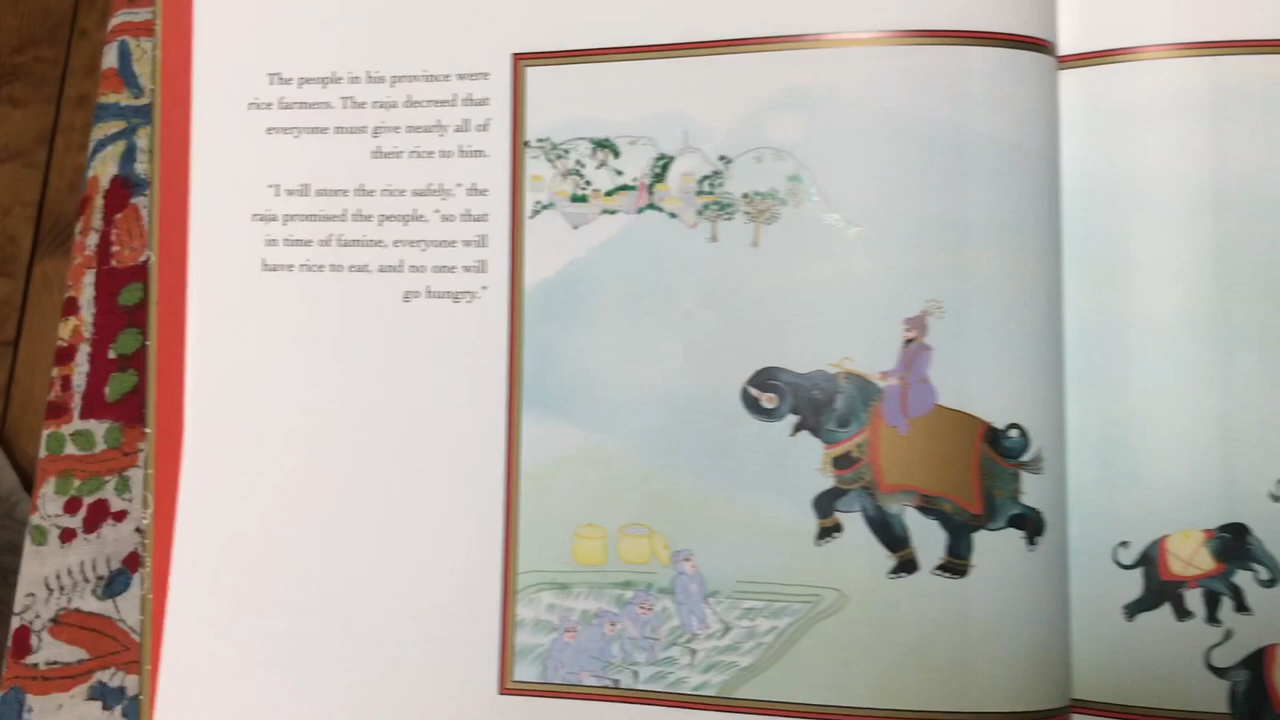 The people in his province were
rice farmers. The raja decreed that
everyone must give nearly all of
their rice to him.
"I will store the rice safely," the
raja promised the people, "so that
in time of famine, everyone will
have rice to eat, and no one will
go hungry."